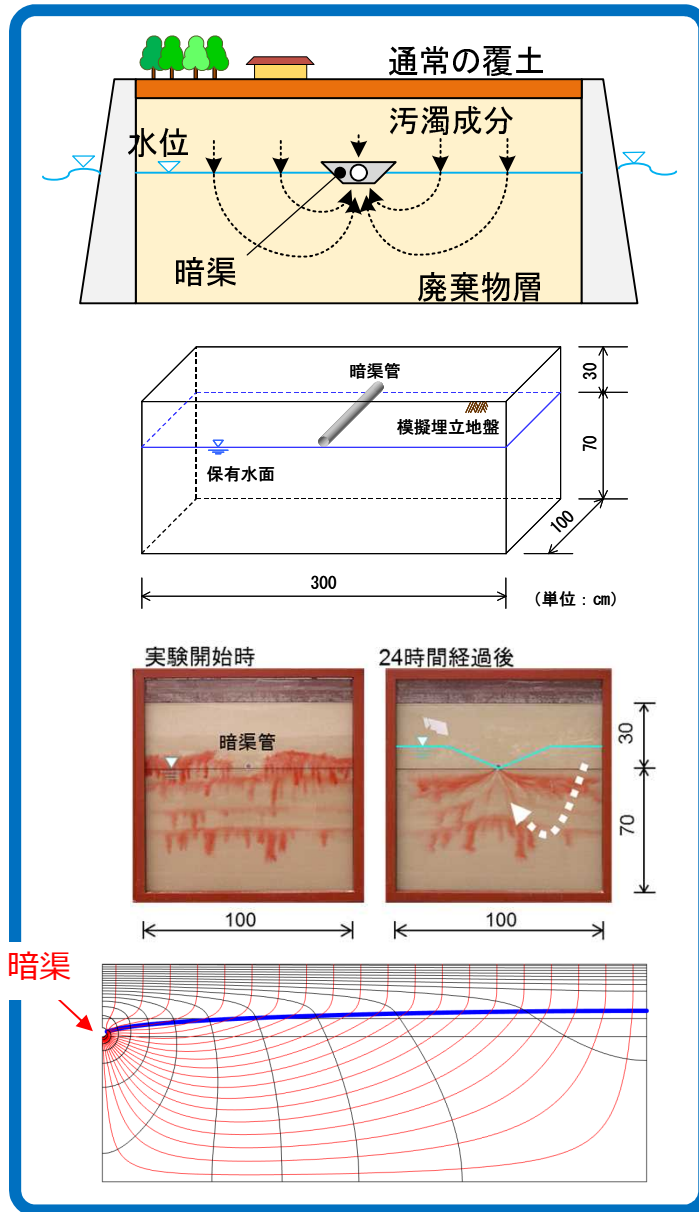 通常の覆土
汚濁成分
水位
暗渠
廃棄物層
暗渠管
模擬埋立地盤
保有水面
30
70
100
300
(単位：cm)
実験開始時
24時間経過後
暗渠管
30
70
100
100
暗渠